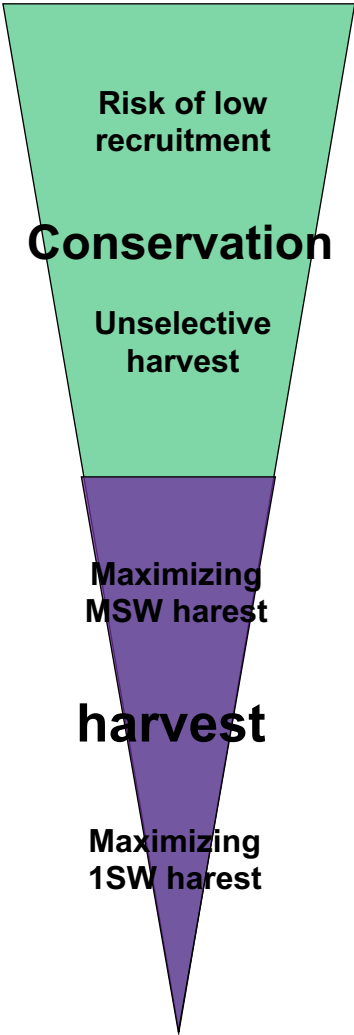 Risk of low
recruitment
Conservation
Unselective
harvest
Maximizing
MSW harest
harvest
Maximizing
1SW harest